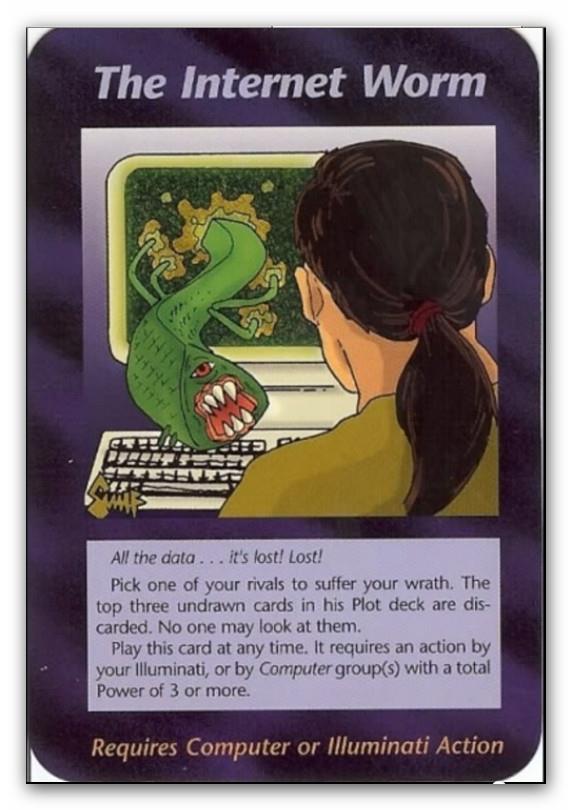 The Internet Worm
All the data . . . it's lost! Lost!
Pick one of your rivals to suffer your wrath. The
top three undrawn cards in his Plot deck are dis-
carded. No one may look at them.
Play this card at any time. It requires an action by
your Illuminati, or by Computer group(s) with a total
Power of 3 or more.
Requires Computer or Illuminati Action